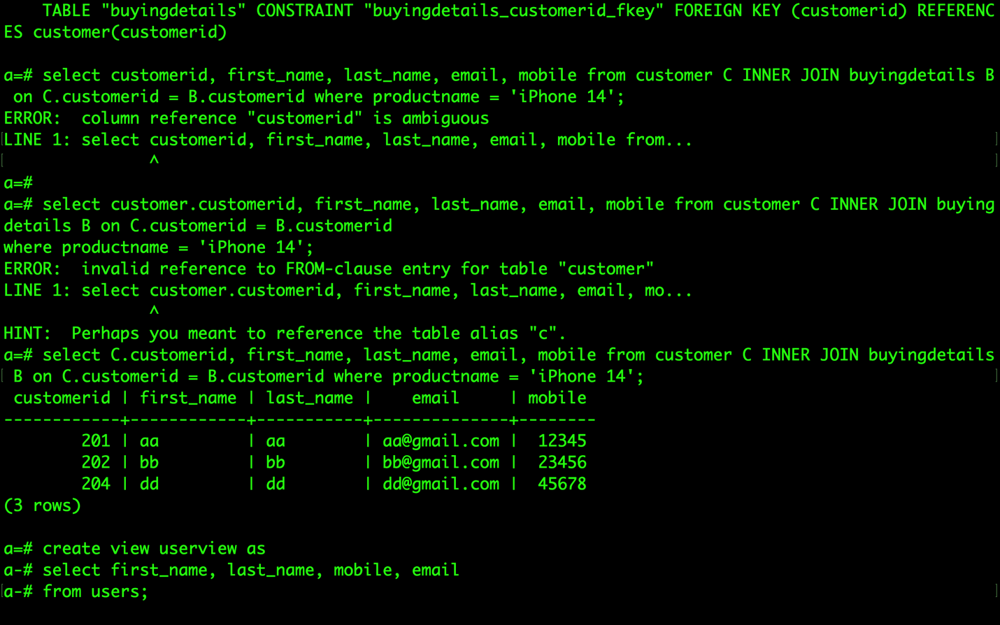 TABLE "buyingdetails" CONSTRAINT "buyingdetails_customerid_fkey" FOREIGN KEY (customerid) REFERENC
ES customer(customerid)

a=# select customerid, first_name, last_name, email, mobile from customer C INNER JOIN buyingdetails B
 on C.customerid = B.customerid where productname = 'iPhone 14';
ERROR:  column reference "customerid" is ambiguous
LINE 1: select customerid, first_name, last_name, email, mobile from...
               ^
a=#
a=# select customer.customerid, first_name, last_name, email, mobile from customer C INNER JOIN buying
details B on C.customerid = B.customerid
where productname = 'iPhone 14';
ERROR:  invalid reference to FROM-clause entry for table "customer"
LINE 1: select customer.customerid, first_name, last_name, email, mo...
               ^
HINT:  Perhaps you meant to reference the table alias "c".
a=# select C.customerid, first_name, last_name, email, mobile from customer C INNER JOIN buyingdetails
 B on C.customerid = B.customerid where productname = 'iPhone 14';
 customerid | first_name | last_name |    email     | mobile
------------+------------+-----------+--------------+--------
        201 | aa         | aa        | aa@gmail.com |  12345
        202 | bb         | bb        | bb@gmail.com |  23456
        204 | dd         | dd        | dd@gmail.com |  45678
(3 rows)

a=# create view userview as
a-# select first_name, last_name, mobile, email
a-# from users;